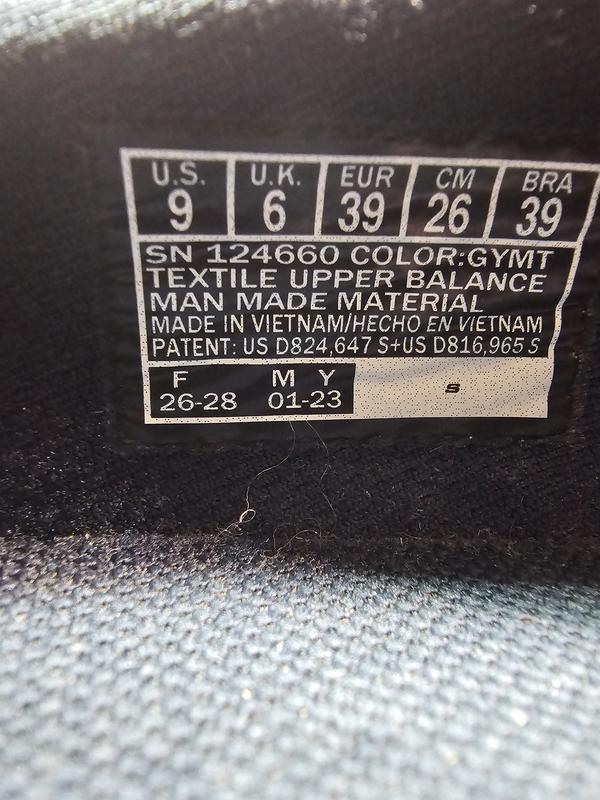 U.S. U.K. EUR CM BRA
9 6 39 26 39
SN 124660 COLOR:GYMT
TEXTILE UPPER BALANCE
MAN MADE MATERIAL
MADE IN VIETNAM/HECHO EN VIETNAM
PATENT: US D824,647 S+US D816,965 S
F M Y
26-28 01-23
S